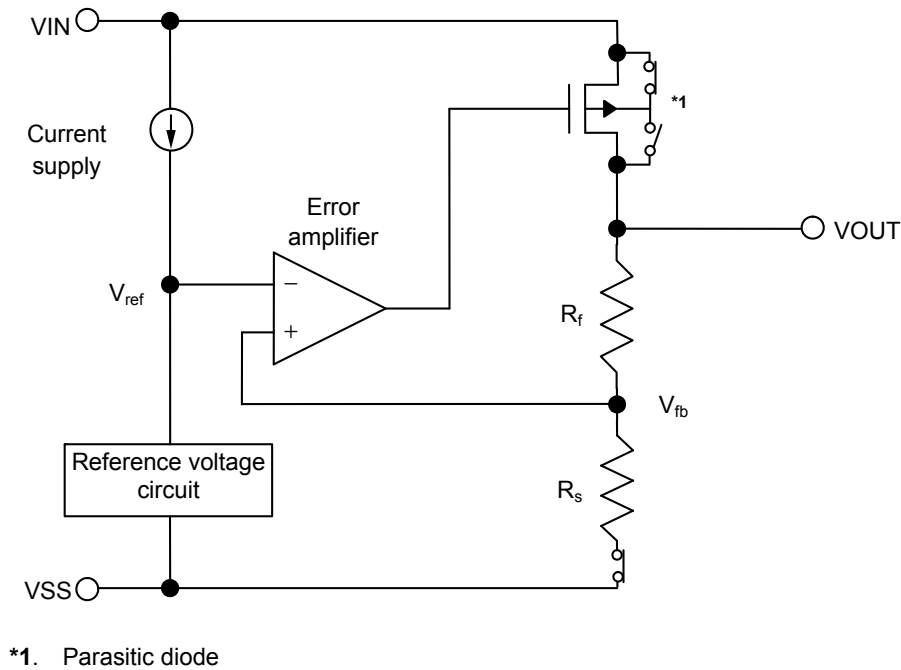 VIN
*1
Current
supply
Error
amplifier
VOUT
Vref
−
+
Rf
Vfb
Reference voltage
circuit
Rs
VSS
*1. Parasitic diode